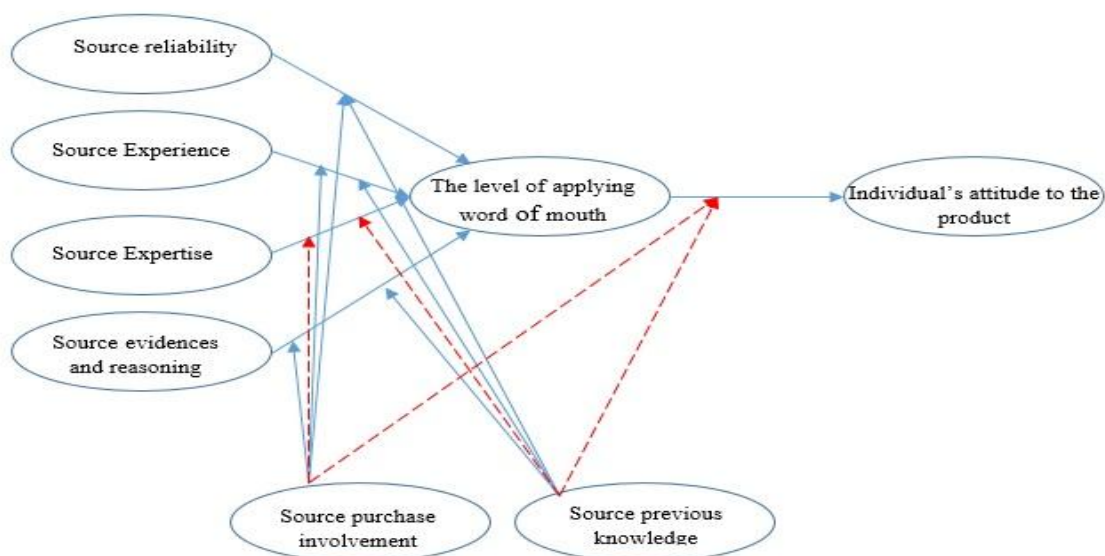 Source reliability
Source Experience
The level of applying
word of mouth
Individual's attitude to the
product
Source Expertise
Source evidences
and reasoning
Source purchase
involvement
Source previous
knowledge